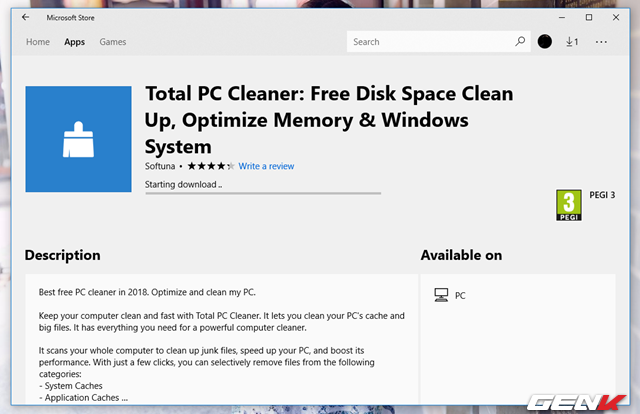 Microsoft Store
Home Apps Games
Search
1
Total PC Cleaner: Free Disk Space Clean
Up, Optimize Memory & Windows
System
Softuna • Write a review
Starting download ..
3
PEGI
PEGI 3
Description
Available on
Best free PC cleaner in 2018. Optimize and clean my PC.
Keep your computer clean and fast with Total PC Cleaner. It lets you clean your PC's cache and
big files. It has everything you need for a powerful computer cleaner.
It scans your whole computer to clean up junk files, speed up your PC, and boost its
performance. With just a few clicks, you can selectively remove files from the following
categories:
- System Caches
- Application Caches ...
PC
GENK